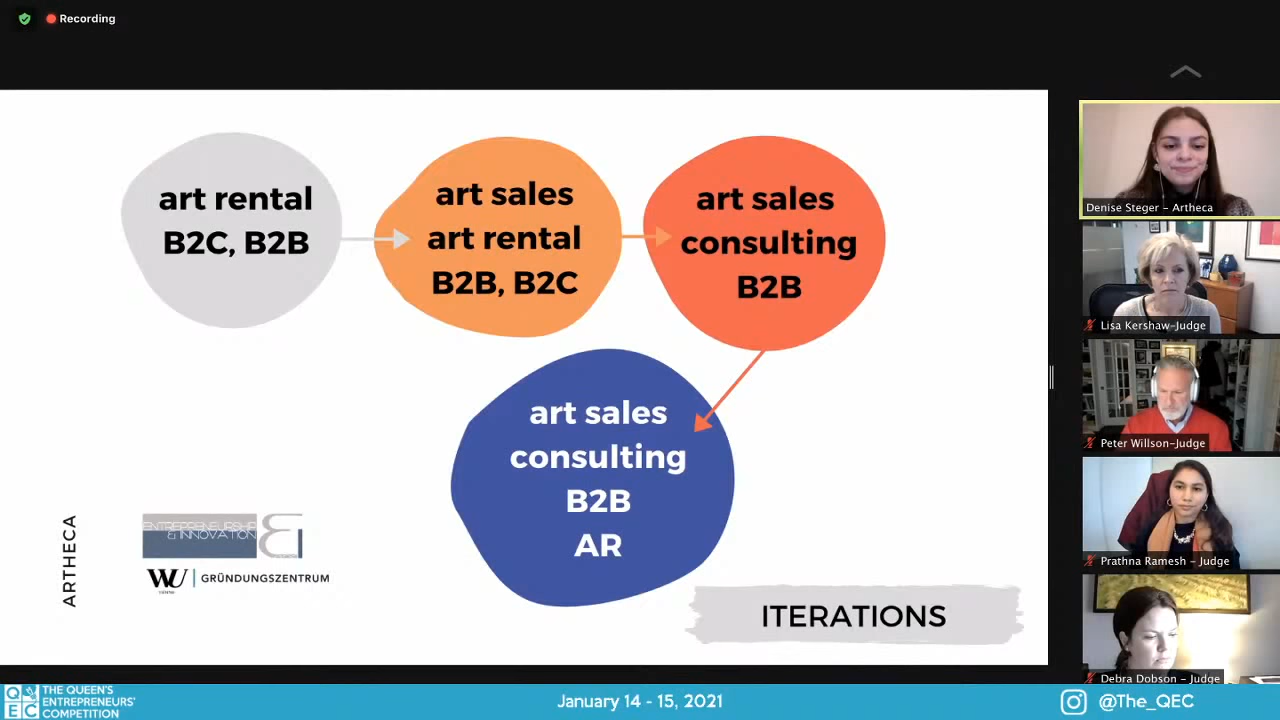 Recording
art rental
B2C, B2B
art sales
art rental
B2B, B2C
art sales
consulting
B2B
art sales
consulting
B2B
AR
ARTHECA
ENTREPRENEURSHIP
& INNOVATION
WU
GRÜNDUNGSZENTRUM
ITERATIONS
Denise Steger – Artheca
Lisa Kershaw-Judge
Peter Willson-Judge
Prathna Ramesh – Judge
Debra Dobson – Judge
QEC
THE QUEEN'S
ENTREPRENEURS'
COMPETITION
January 14 - 15, 2021
@The_QEC